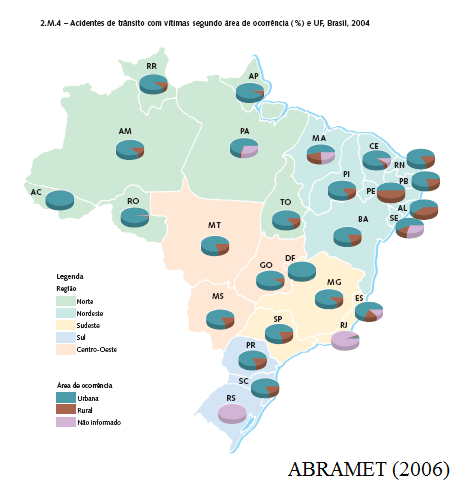 2.M.4 – Acidentes de trânsito com vítimas segundo área de ocorrência (%) e UF, Brasil, 2004
RR
AP
AM
PA
MA
CE
RN
PI
PB
PE
AC
RO
TO
AL
SE
BA
MT
DF
GO
MG
MS
ES
SP
RJ
PR
SC
RS
Legenda
Região
Norte
Nordeste
Sudeste
Sul
Centro-Oeste
Área de ocorrência
Urbana
Rural
Não informado
ABRAMET (2006)